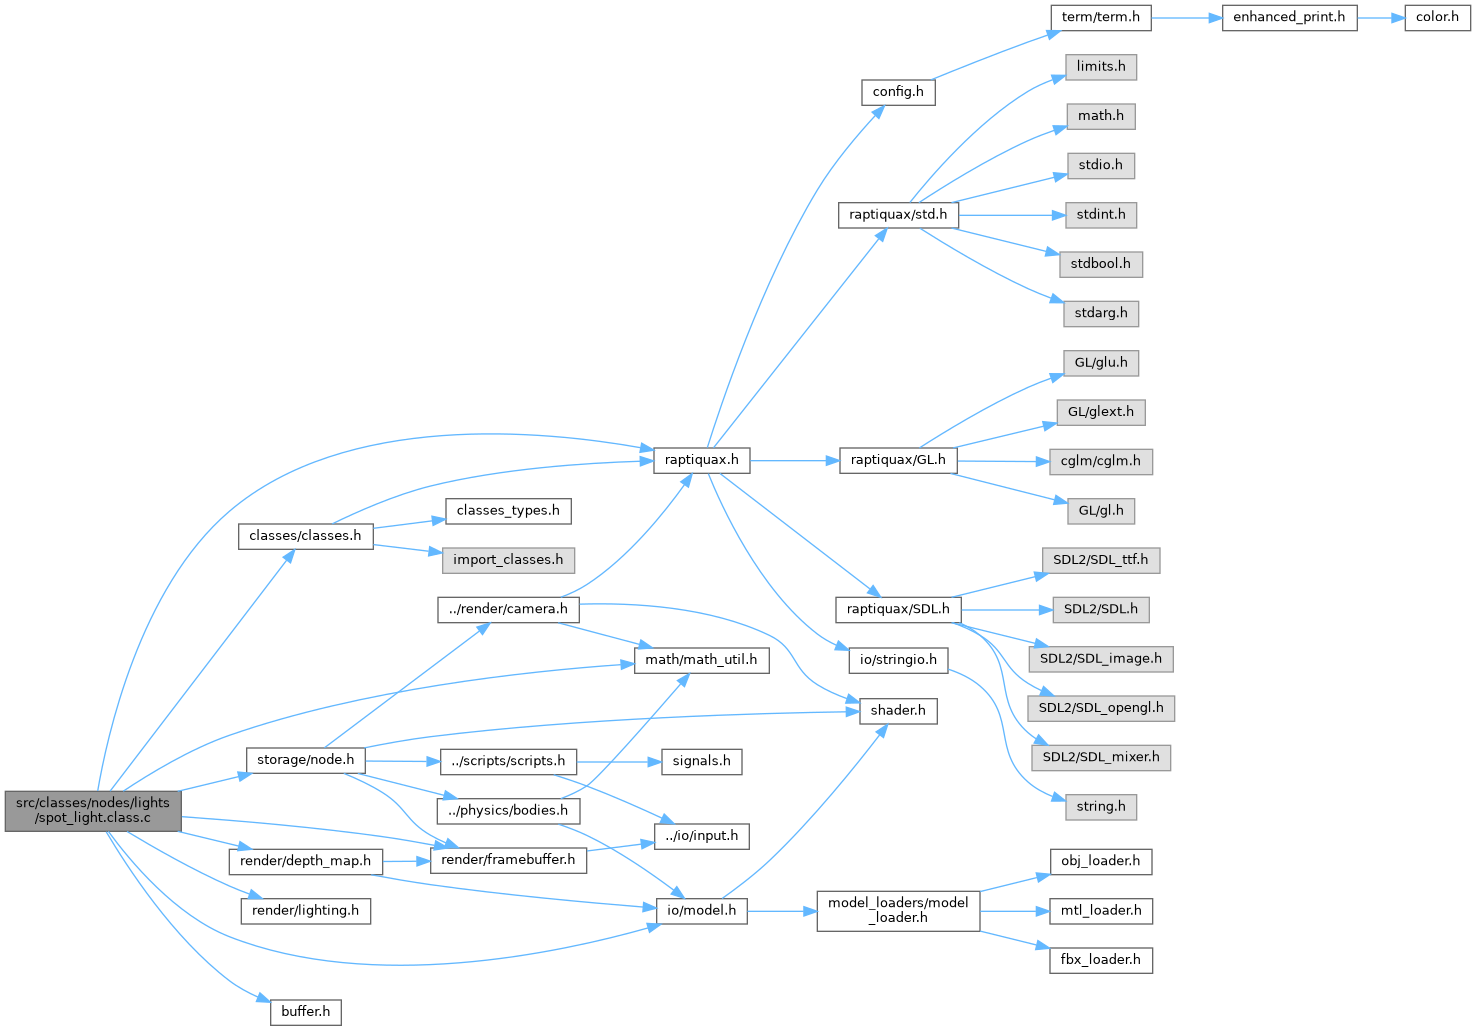 term/term.h
enhanced_print.h
color.h
limits.h
config.h
math.h
stdio.h
raptiquax/std.h
stdint.h
stdbool.h
stdarg.h
GL/glu.h
GL/glext.h
raptiquax.h
raptiquax/GL.h
cglm/cglm.h
classes_types.h
GL/gl.h
classes/classes.h
import_classes.h
SDL2/SDL_ttf.h
../render/camera.h
raptiquax/SDL.h
SDL2/SDL.h
math/math_util.h
io/stringio.h
SDL2/SDL_image.h
shader.h
SDL2/SDL_opengl.h
storage/node.h
../scripts/scripts.h
signals.h
SDL2/SDL_mixer.h
src/classes/nodes/lights
/spot_light.class.c
../physics/bodies.h
string.h
../io/input.h
render/depth_map.h
render/framebuffer.h
obj_loader.h
render/lighting.h
io/model.h
model_loaders/model
_loader.h
mtl_loader.h
fbx_loader.h
buffer.h